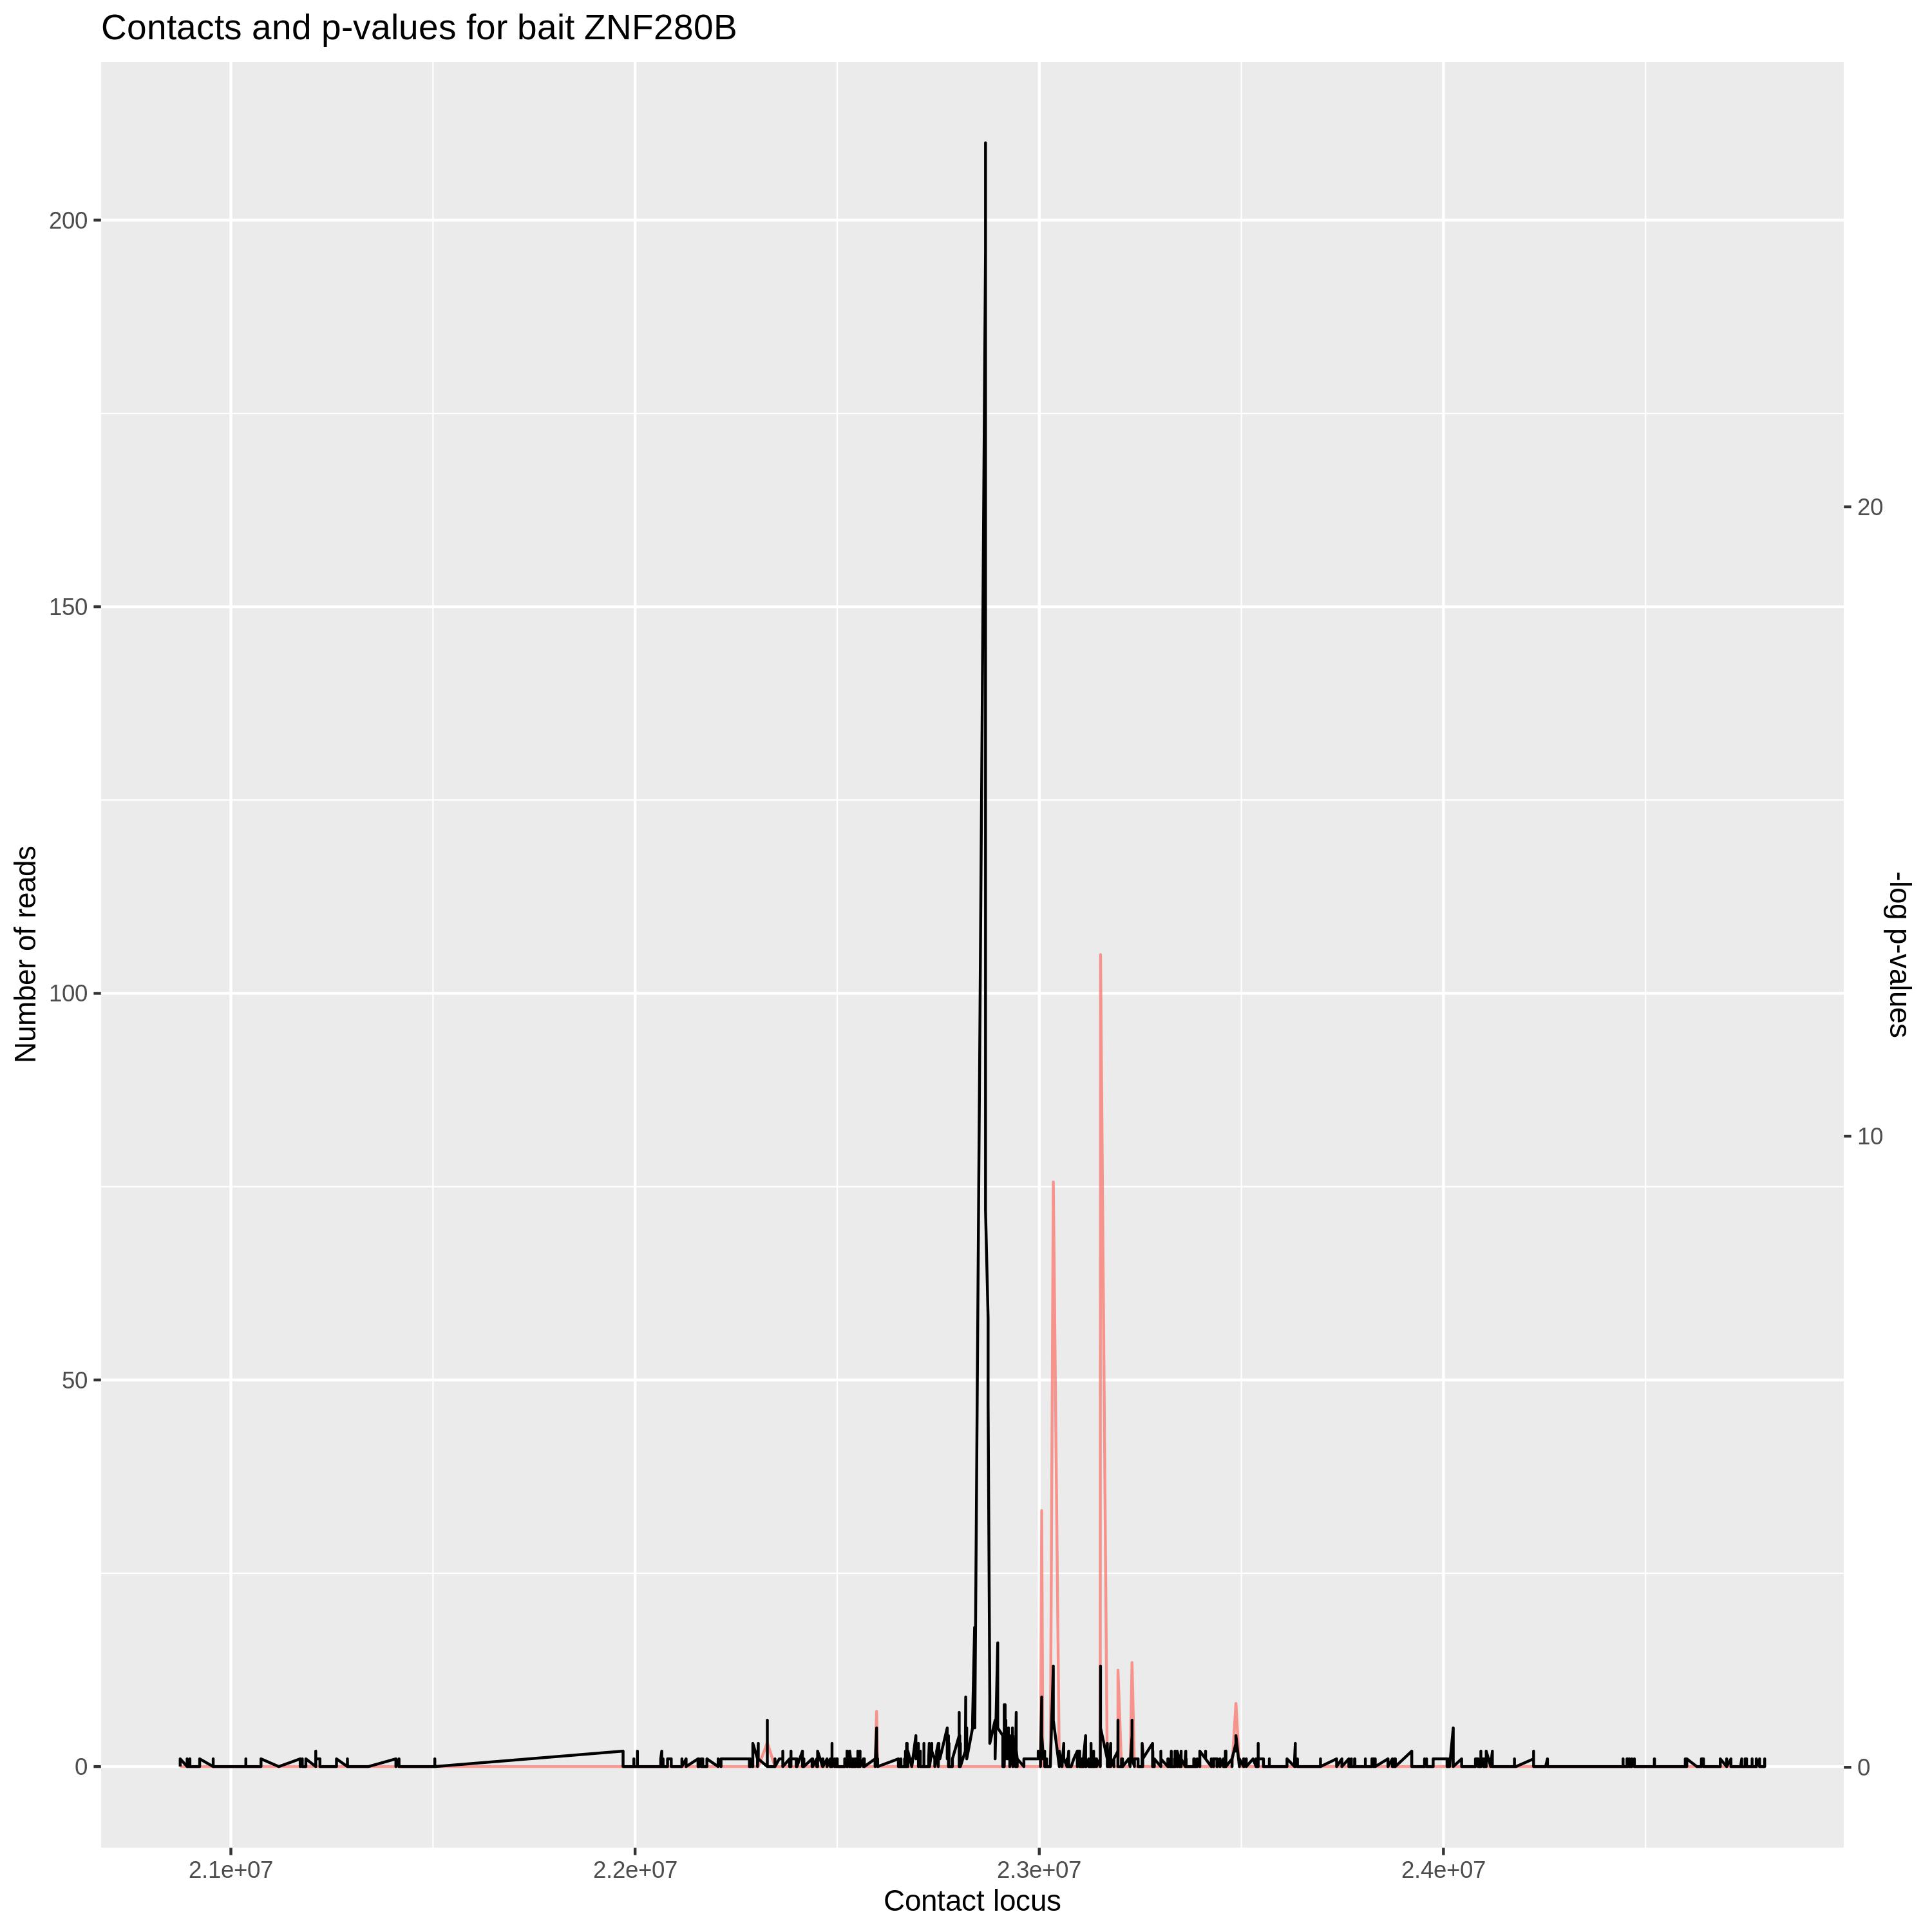 Contacts and p-values for bait ZNF280B
200
150
100
50
0
20
10
0
Number of reads
-log p-values
2.1e+07
2.2e+07
2.3e+07
2.4e+07
Contact locus